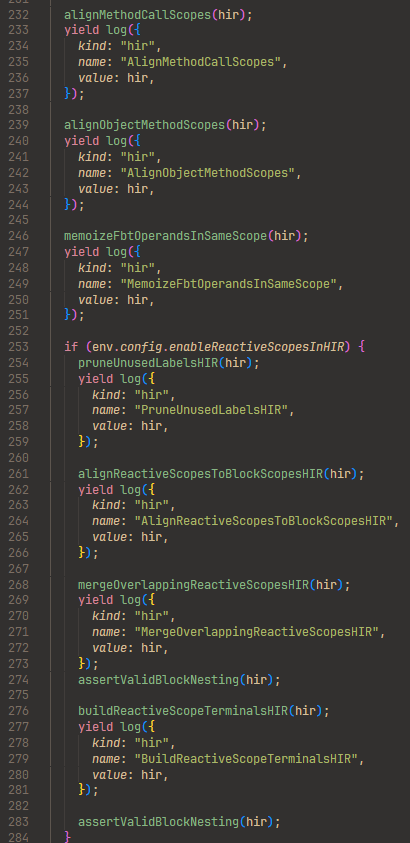 232 alignMethodCallScopes(hir);
233 yield log({
234 kind: "hir",
235 name: "AlignMethodCallScopes",
236 value: hir,
237 });
238
239 alignObjectMethodScopes(hir);
240 yield log({
241 kind: "hir",
242 name: "AlignObjectMethodScopes",
243 value: hir,
244 });
245
246 memoizeFbtOperandsInSameScope(hir);
247 yield log({
248 kind: "hir",
249 name: "MemoizeFbtOperandsInSameScope",
250 value: hir,
251 });
252
253 if (env.config.enableReactiveScopesInHIR) {
254 pruneUnusedLabelsHIR(hir);
255 yield log({
256 kind: "hir",
257 name: "PruneUnusedLabelsHIR",
258 value: hir,
259 });
260
261 alignReactiveScopesToBlockScopesHIR(hir);
262 yield log({
263 kind: "hir",
264 name: "AlignReactiveScopesToBlockScopesHIR",
265 value: hir,
266 });
267
268 mergeOverlappingReactiveScopesHIR(hir);
269 yield log({
270 kind: "hir",
271 name: "MergeOverlappingReactiveScopesHIR",
272 value: hir,
273 });
274 assertValidBlockNesting(hir);
275
276 buildReactiveScopeTerminalsHIR(hir);
277 yield log({
278 kind: "hir",
279 name: "BuildReactiveScopeTerminalsHIR",
280 value: hir,
281 });
282
283 assertValidBlockNesting(hir);
284 }